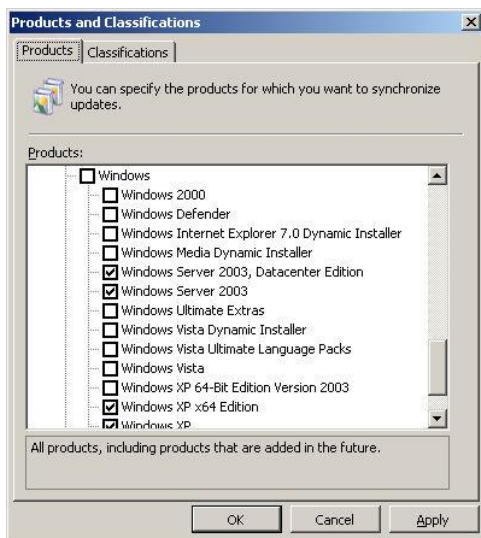 Products and Classifications
Products
Classifications
You can specify the products for which you want to synchronize
updates.
Products:
Windows
Windows 2000
Windows Defender
Windows Internet Explorer 7.0 Dynamic Installer
Windows Media Dynamic Installer
Windows Server 2003, Datacenter Edition
Windows Server 2003
Windows Ultimate Extras
Windows Vista Dynamic Installer
Windows Vista Ultimate Language Packs
Windows Vista
Windows XP 64-Bit Edition Version 2003
Windows XP x64 Edition
Windows XP
All products, including products that are added in the future.
OK
Cancel
Apply